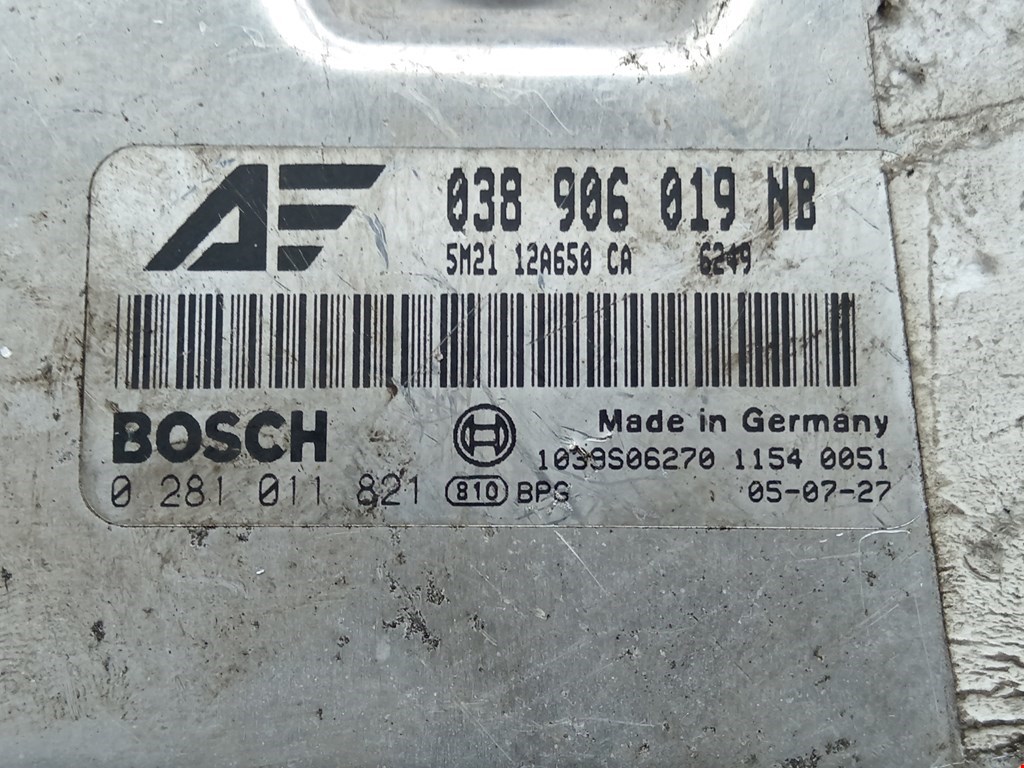 AF
038 906 019 NB
5M21 12A650 CA 6249
BOSCH
Made in Germany
1039S06270 1154 0051
0 281 011 821 810 BPG 05-07-27